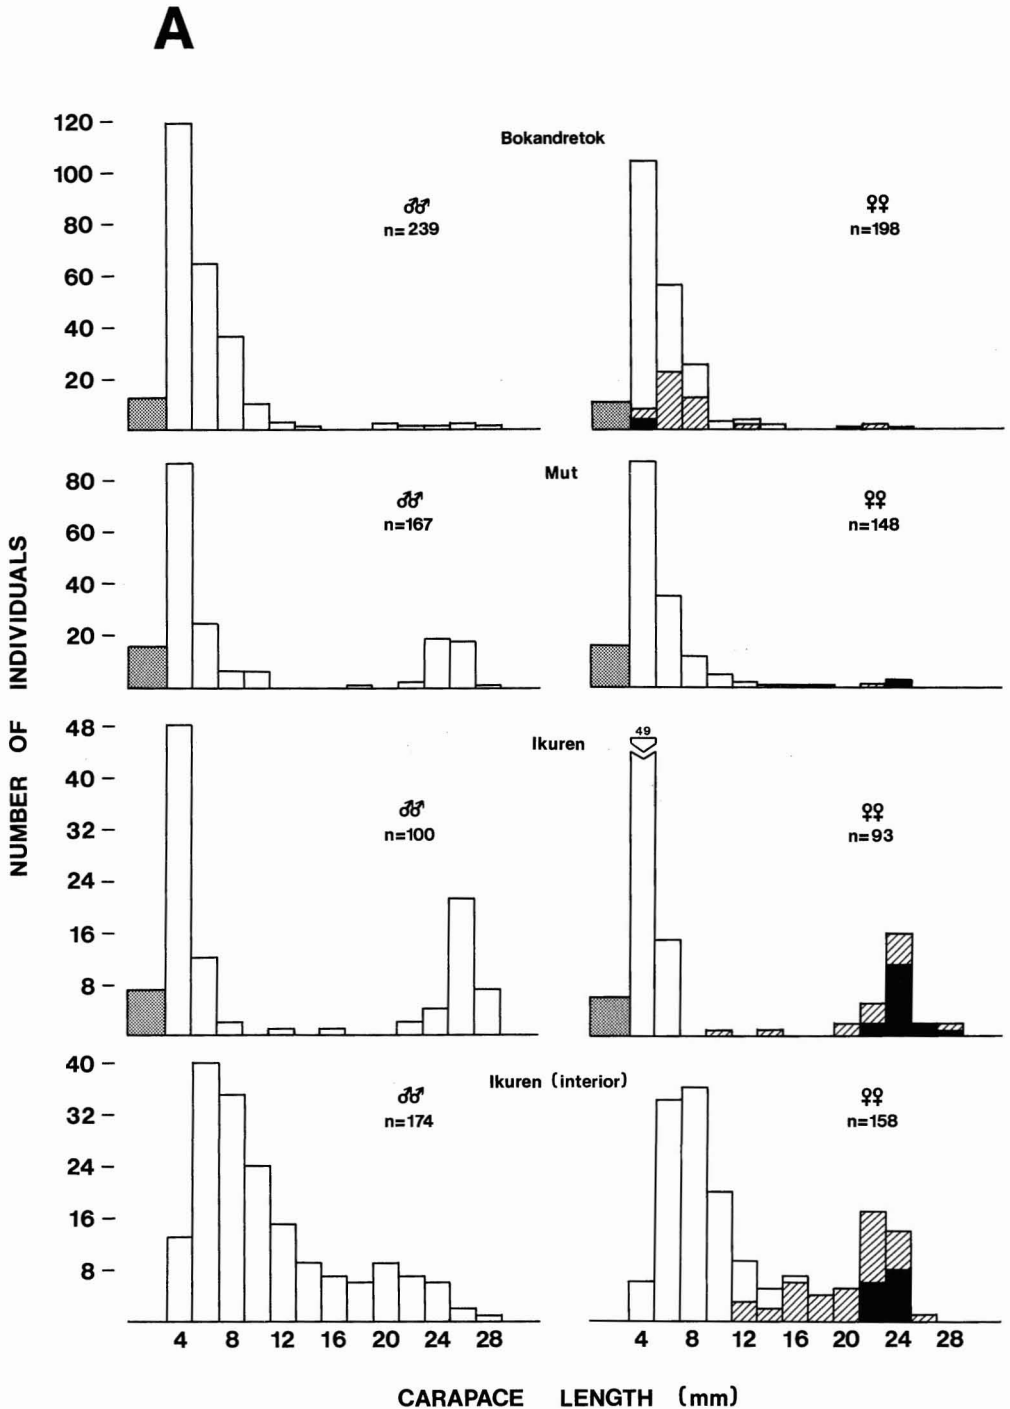 A
Bokandretok
120
100
80
60
40
20
♂♂
n=239
♀♀
n=198
Mut
80
60
40
20
♂♂
n=167
♀♀
n=148
Ikuren
48
40
32
24
16
8
♂♂
n=100
49
♀♀
n=93
Ikuren (interior)
40
32
24
16
8
♂♂
n=174
♀♀
n=158
4 8 12 16 20 24 28
4 8 12 16 20 24 28
NUMBER OF INDIVIDUALS
CARAPACE LENGTH (mm)